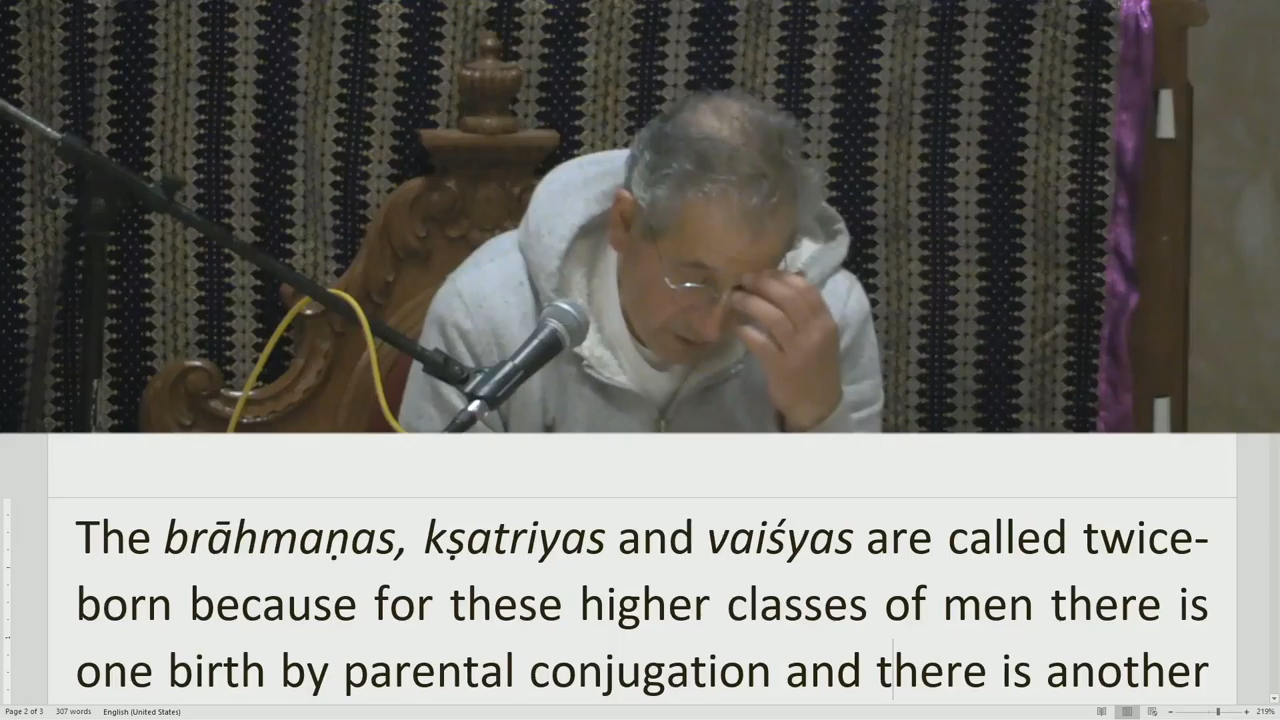 The brāhmaṇas, kṣatriyas and vaiśyas are called twice-
born because for these higher classes of men there is
one birth by parental conjugation and there is another
Page 2 of 3 307 words English (United States) 219%